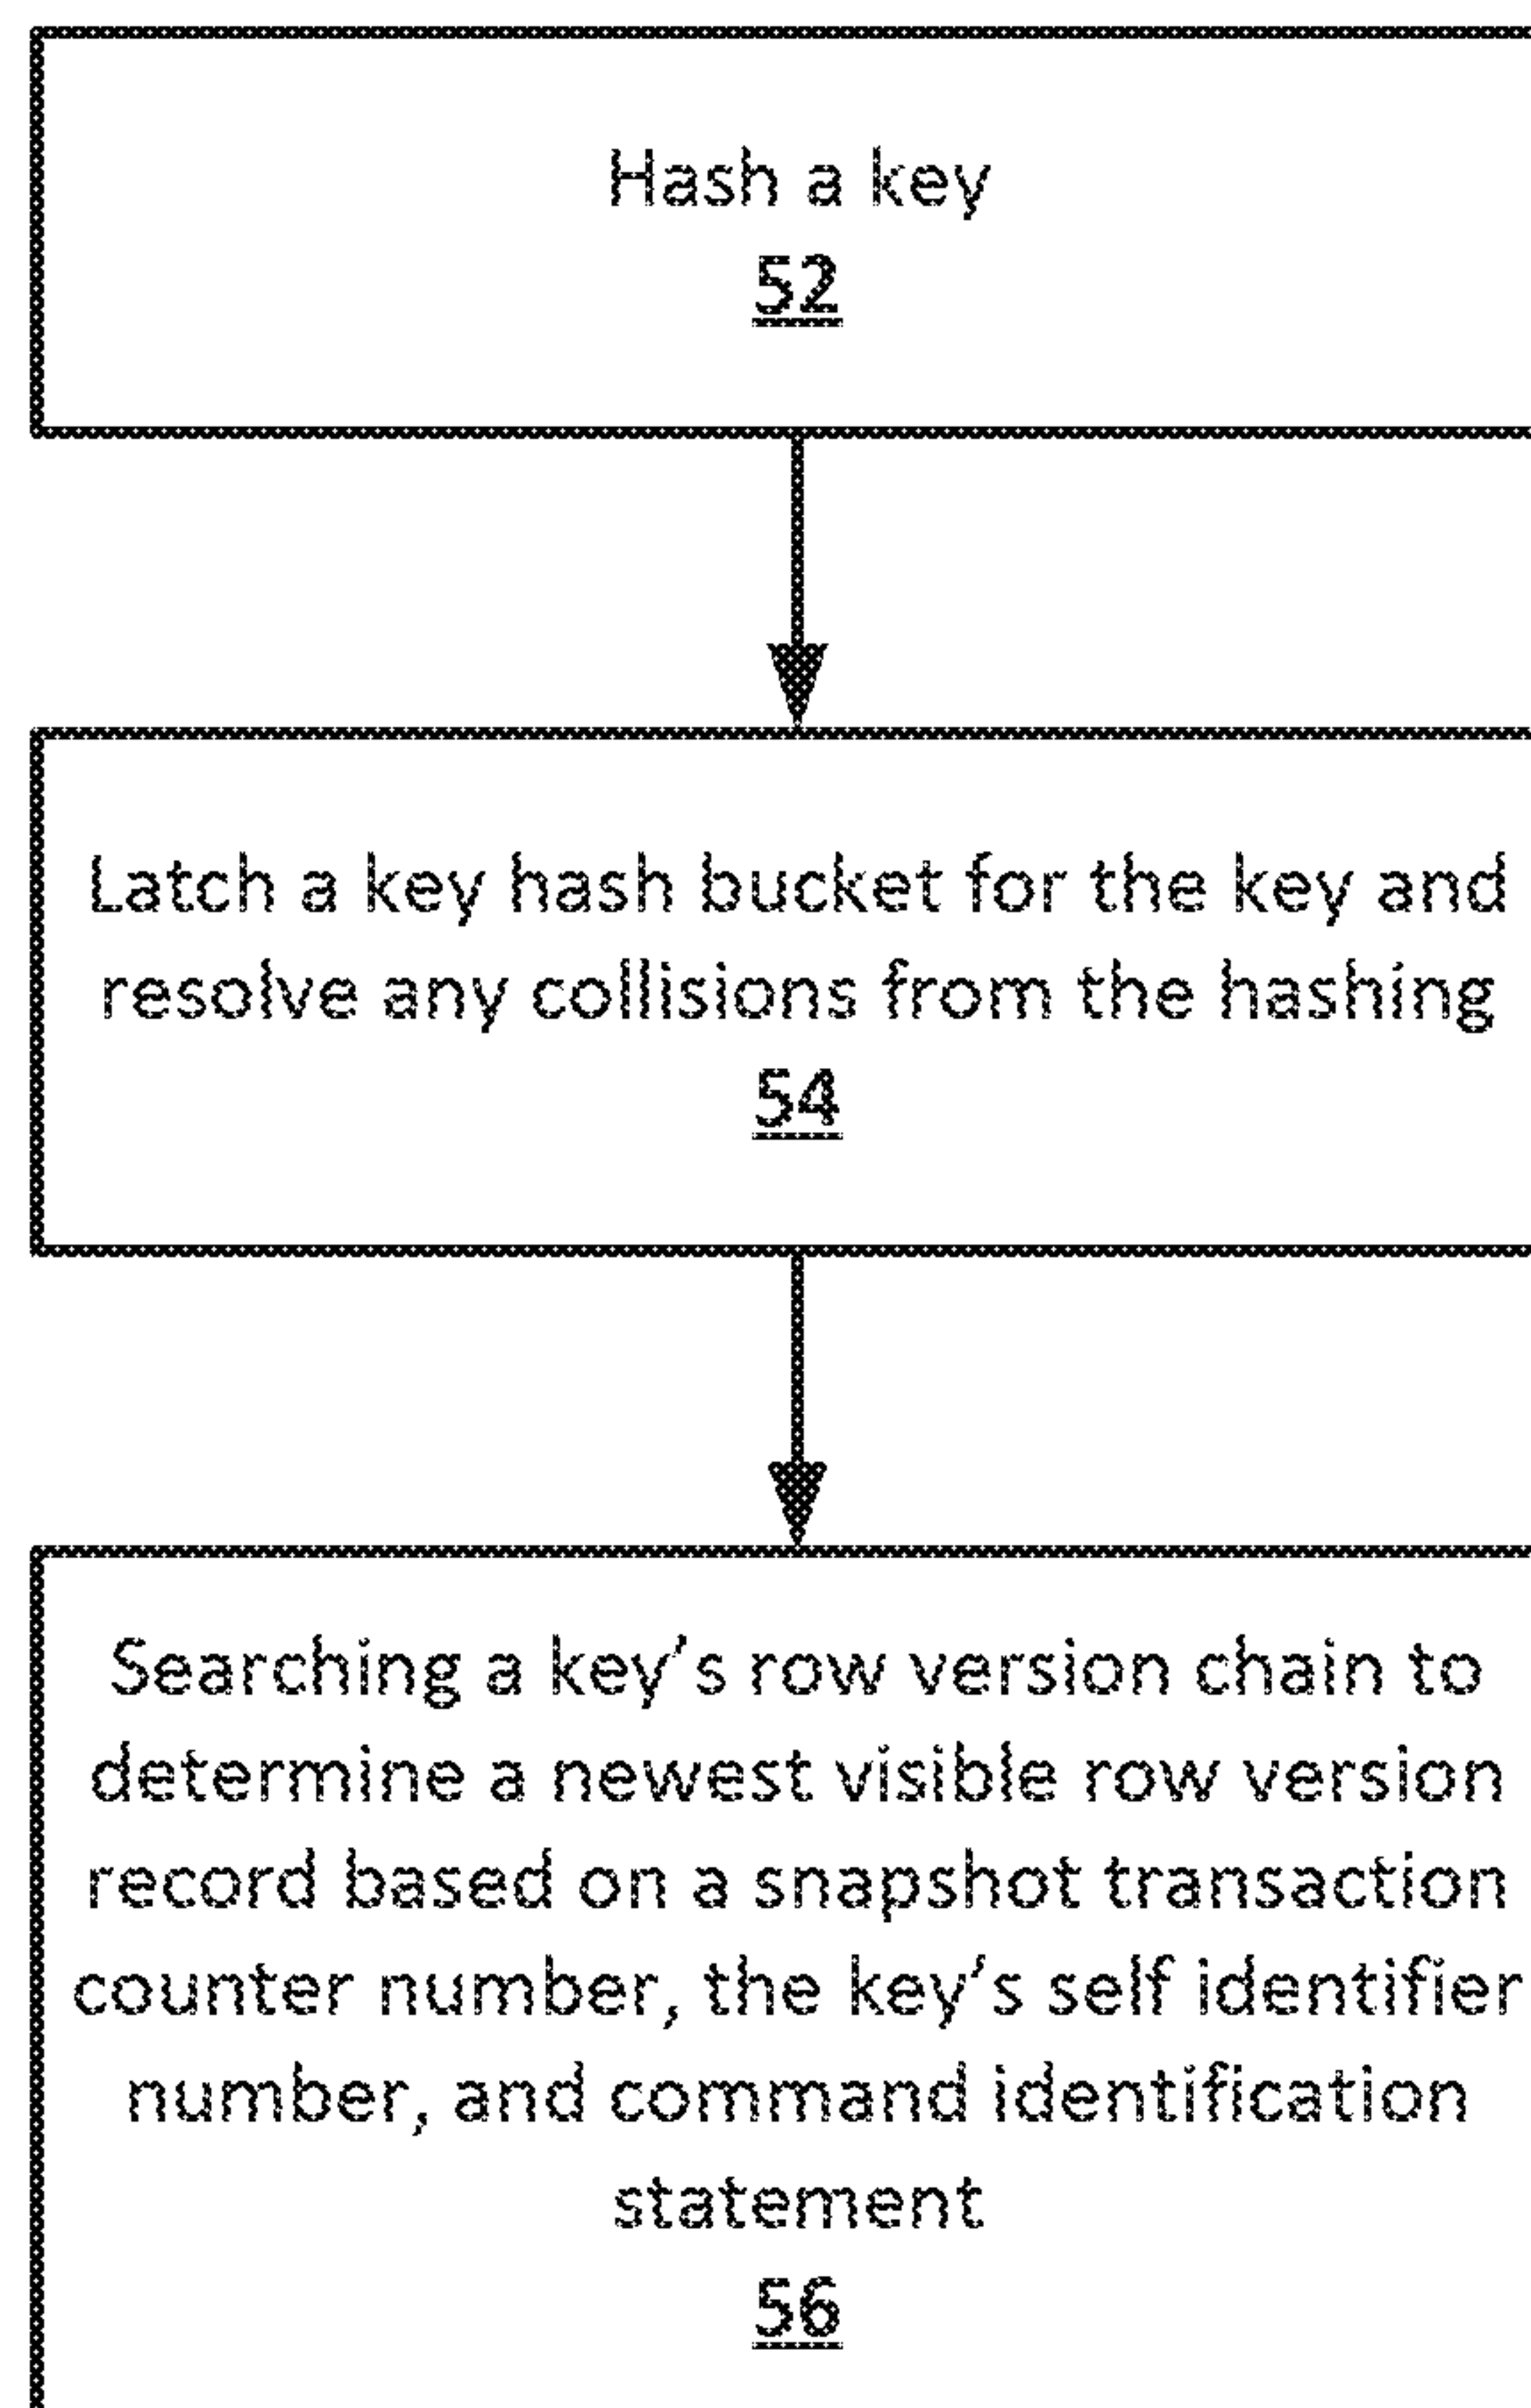 Hash a key
52
Latch a key hash bucket for the key and
resolve any collisions from the hashing
54
Searching a key’s row version chain to
determine a newest visible row version
record based on a snapshot transaction
counter number, the key’s self identifier
number, and command identification
statement
56